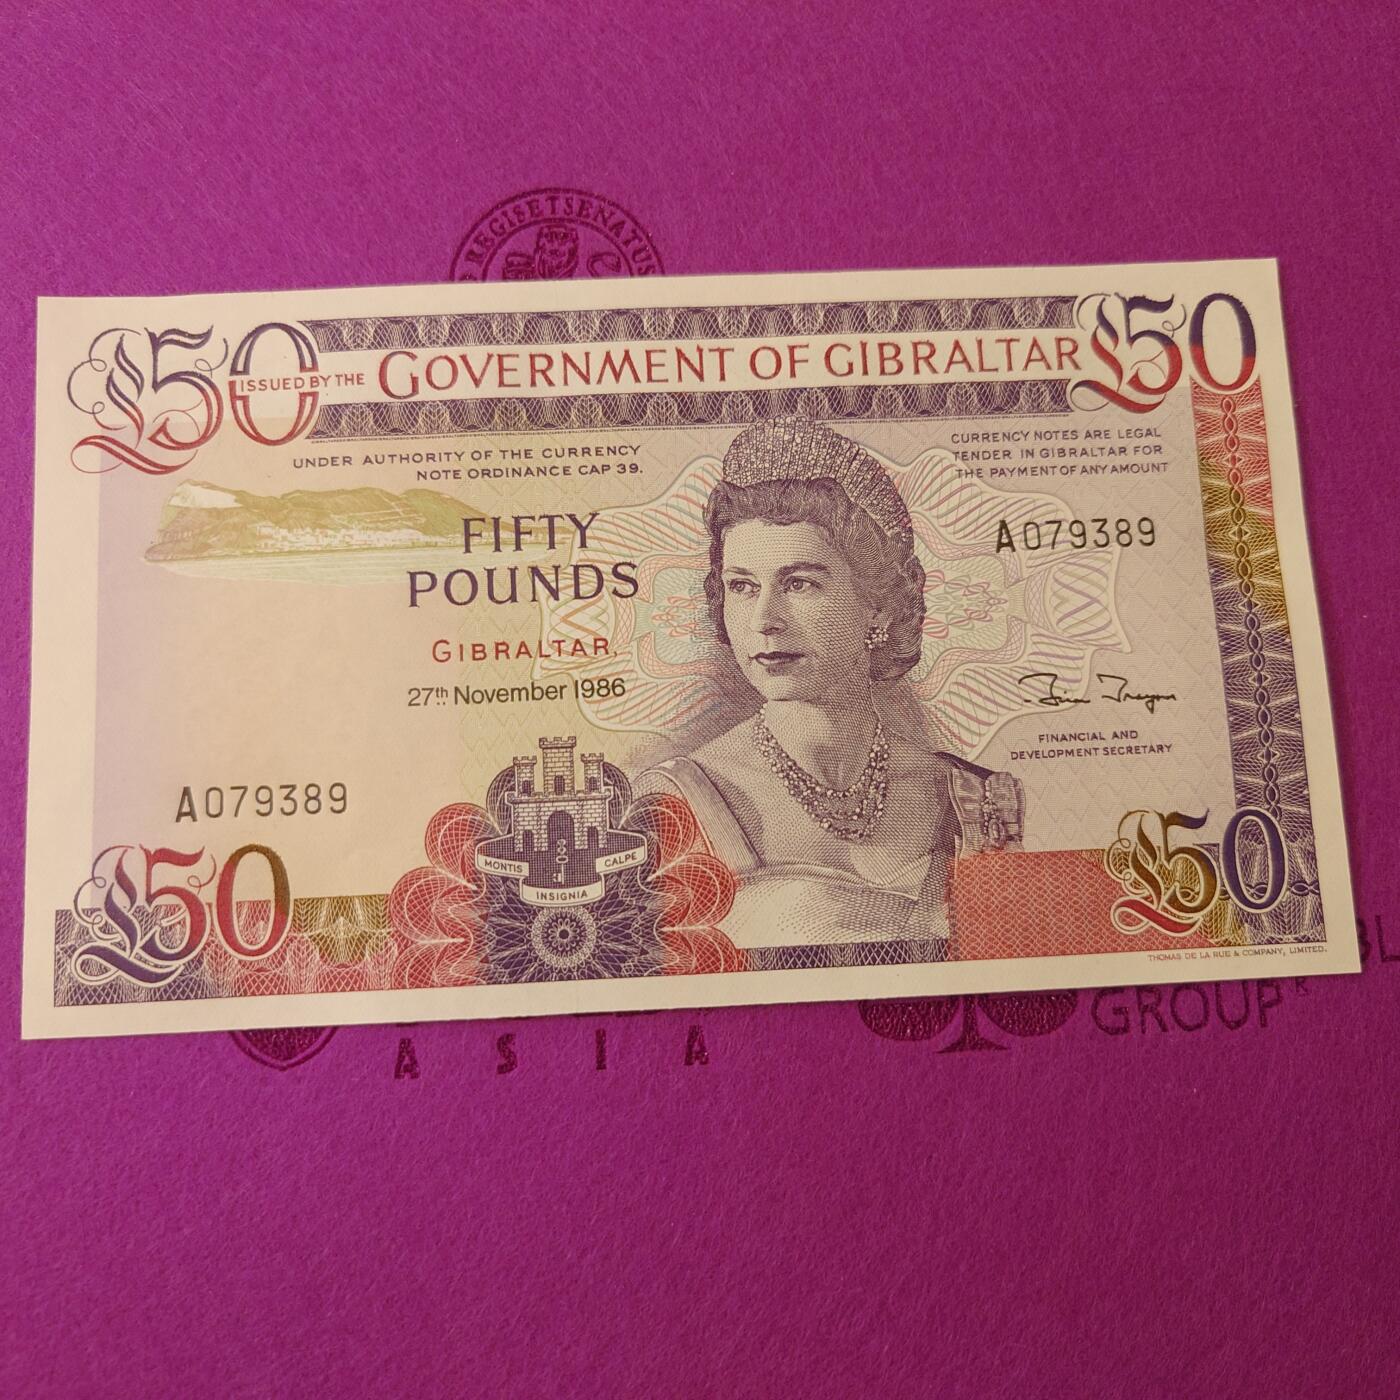 REGISETSENATUS
£50 ISSUED BY THE GOVERNMENT OF GIBRALTAR £50
UNDER AUTHORITY OF THE CURRENCY
NOTE ORDINANCE CAP 39.
CURRENCY NOTES ARE LEGAL
TENDER IN GIBRALTAR FOR
THE PAYMENT OF ANY AMOUNT
FIFTY
POUNDS
A079389
GIBRALTAR,
27th November 1986
FINANCIAL AND
DEVELOPMENT SECRETARY
A079389
MONTIS
INSIGNIA
CALPE
£50
£50
THOMAS DE LA RUE & COMPANY, LIMITED.
GROUP
ASIA